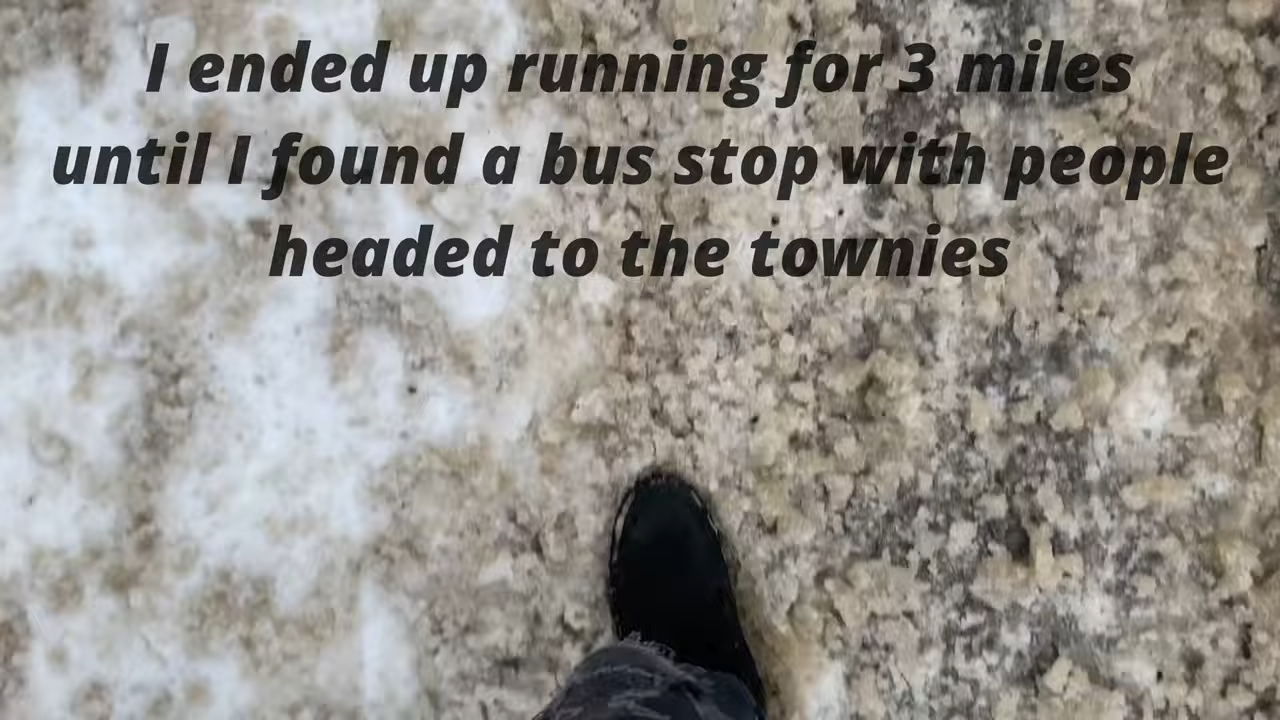 I ended up running for 3 miles
until I found a bus stop with people
headed to the townies